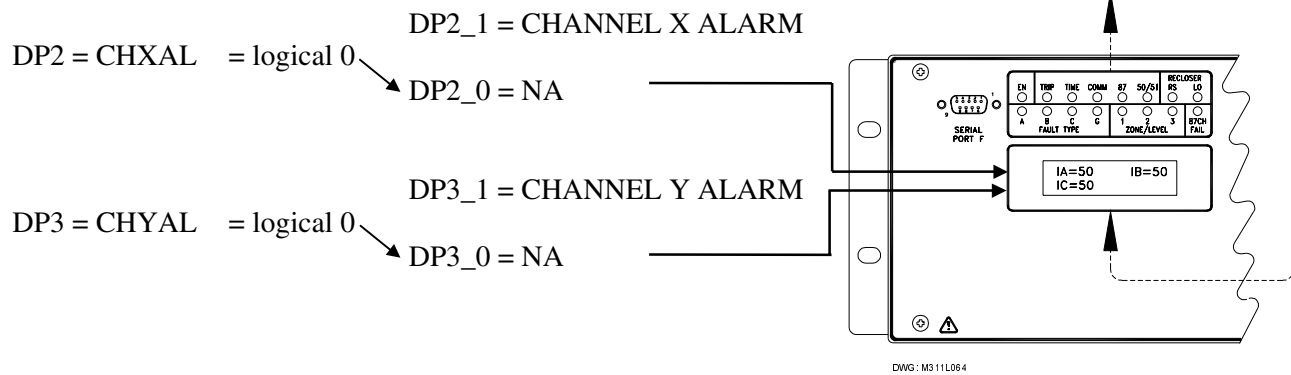 DP2_1 = CHANNEL X ALARM
DP2 = CHXAL = logical 0
DP2_0 = NA
DP3_1 = CHANNEL Y ALARM
DP3 = CHYAL = logical 0
DP3_0 = NA
RECLOSER
EN TRIP TIME COMM 87 50/51 RS LO
A B C G 1 2 3 87CH
FAULT TYPE ZONE/LEVEL FAIL
1
9
SERIAL
PORT F
IA=50 IB=50
IC=50
DWG: M311L064